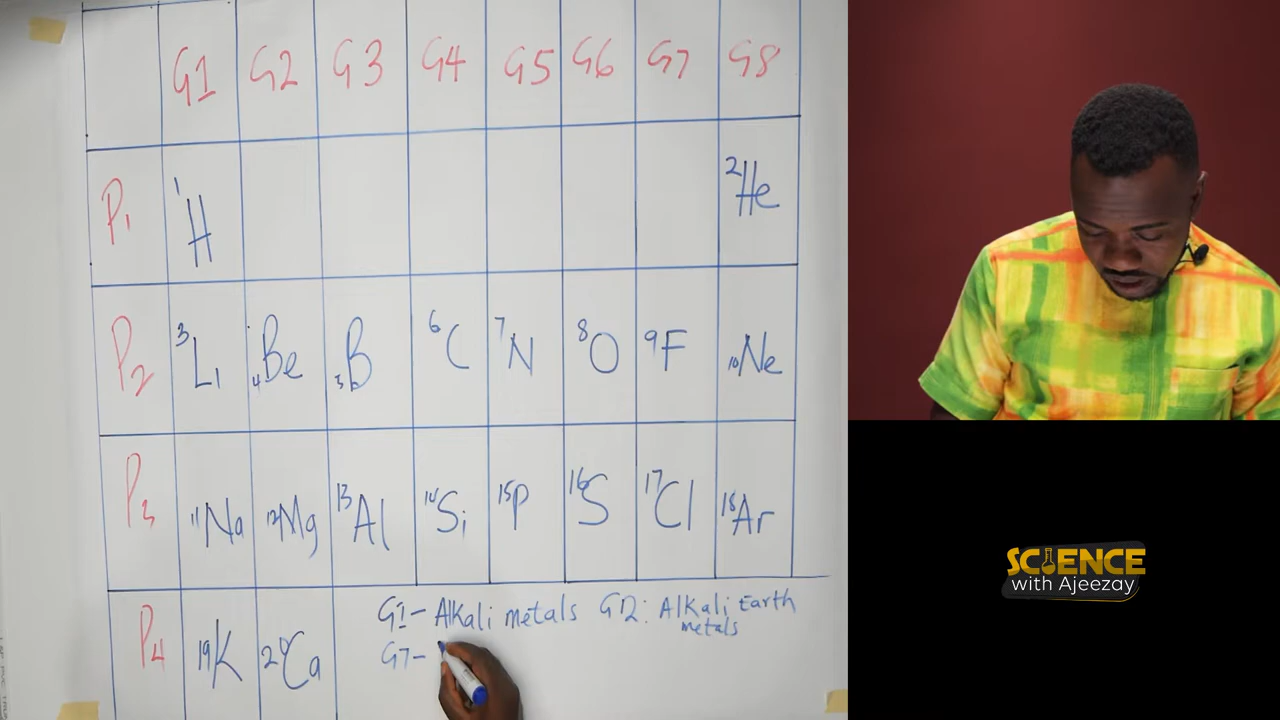 G1 G2 G3 G4 G5 G6 G7 G8
P1 1H 2He
P2 3Li 4Be 5B 6C 7N 8O 9F 10Ne
P3 11Na 12Mg 13Al 14Si 15P 16S 17Cl 18Ar
P4 19K 20Ca
G1- Alkali metals G12: Alkali Earth
metals
G7-
SCIENCE
with Ajeezay